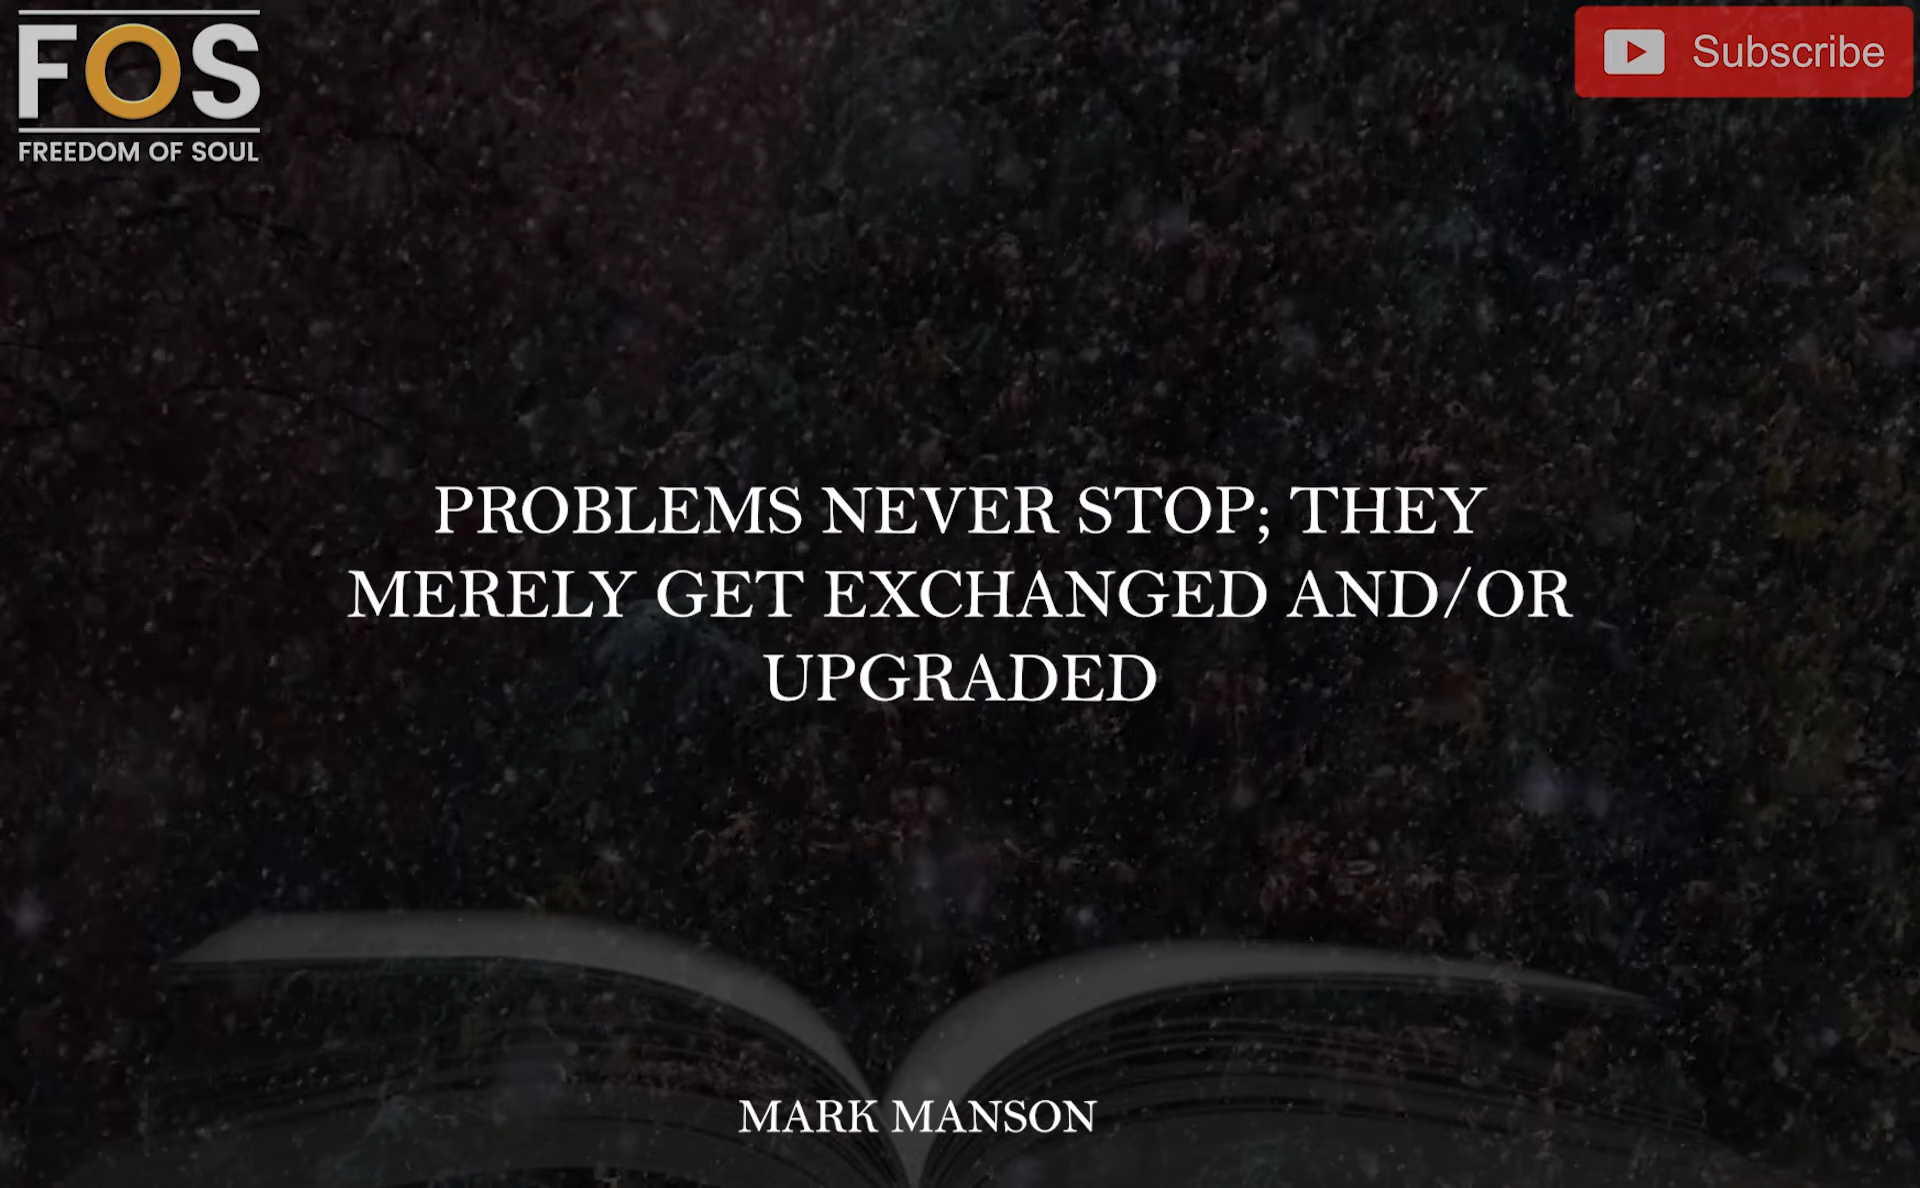 FOS
FREEDOM OF SOUL
Subscribe
PROBLEMS NEVER STOP; THEY
MERELY GET EXCHANGED AND/OR
UPGRADED
MARK MANSON